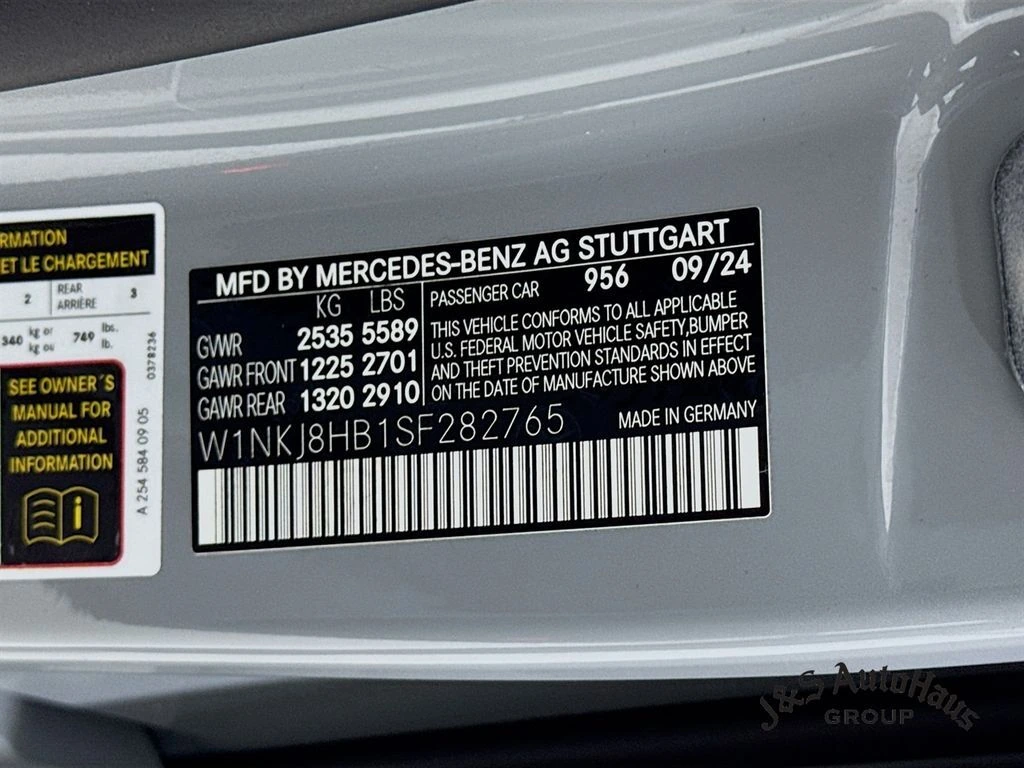 RMATION
ET LE CHARGEMENT
2 REAR ARRIÈRE 3
340 kg or kg ou 749 lbs. lb.
SEE OWNER´S
MANUAL FOR
ADDITIONAL
INFORMATION
A 254 584 09 05
0378236
MFD BY MERCEDES-BENZ AG STUTTGART
KG LBS
GVWR 2535 5589
GAWR FRONT 1225 2701
GAWR REAR 1320 2910
PASSENGER CAR 956 09/24
THIS VEHICLE CONFORMS TO ALL APPLICABLE
U.S. FEDERAL MOTOR VEHICLE SAFETY,BUMPER
AND THEFT PREVENTION STANDARDS IN EFFECT
ON THE DATE OF MANUFACTURE SHOWN ABOVE
W1NKJ8HB1SF282765 MADE IN GERMANY
J&S AutoHaus
GROUP